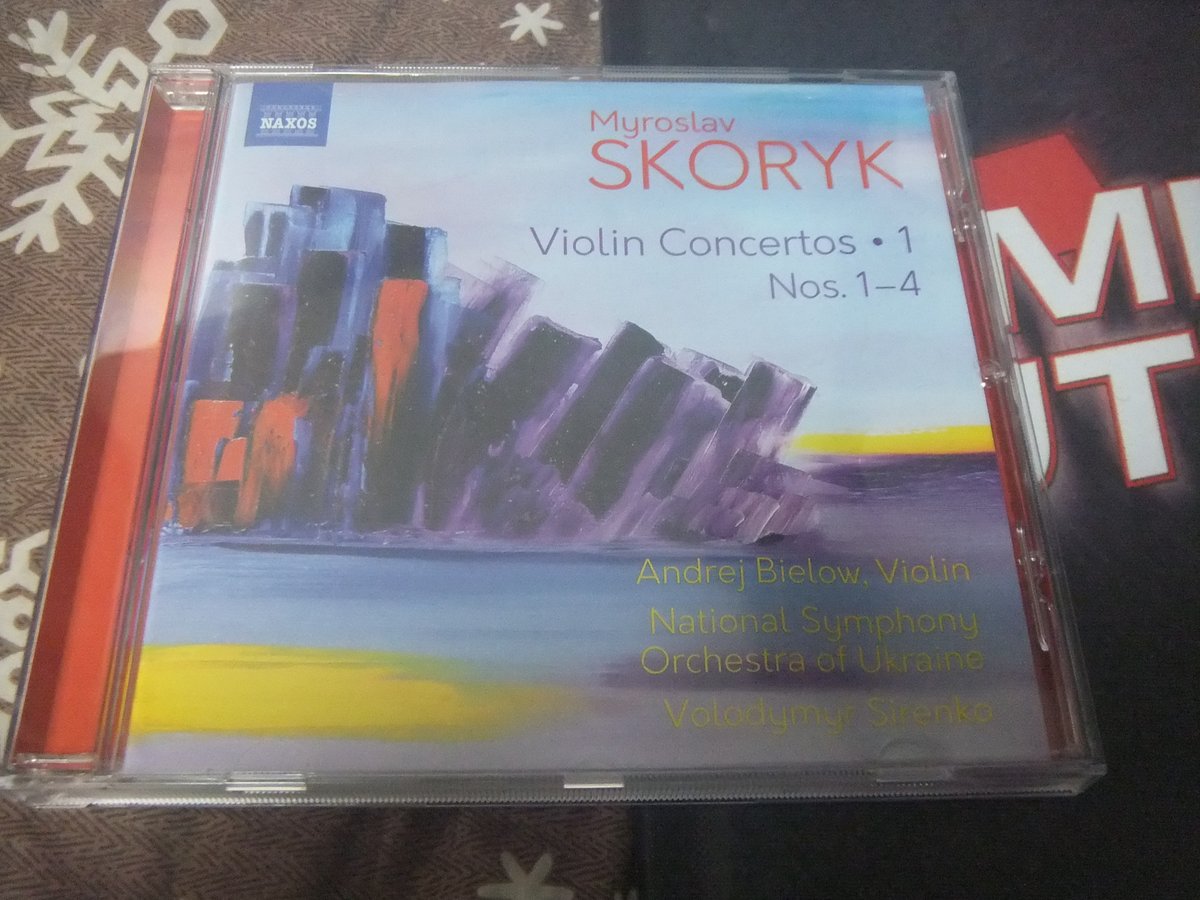 NAXOS
Myroslav
SKORYK
Violin Concertos • 1
Nos. 1–4
Andrej Bielow, Violin
National Symphony
Orchestra of Ukraine
Volodymyr Sirenko